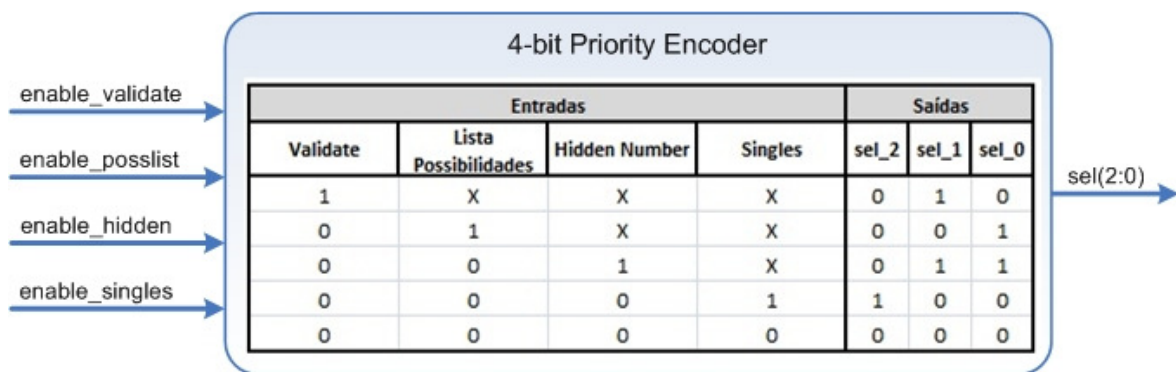 4-bit Priority Encoder
enable_validate
enable_posslist
enable_hidden
enable_singles
Entradas Saídas
Validate Lista Possibilidades Hidden Number Singles sel_2 sel_1 sel_0
1 X X X 0 1 0
0 1 X X 0 0 1
0 0 1 X 0 1 1
0 0 0 1 1 0 0
0 0 0 0 0 0 0
sel(2:0)